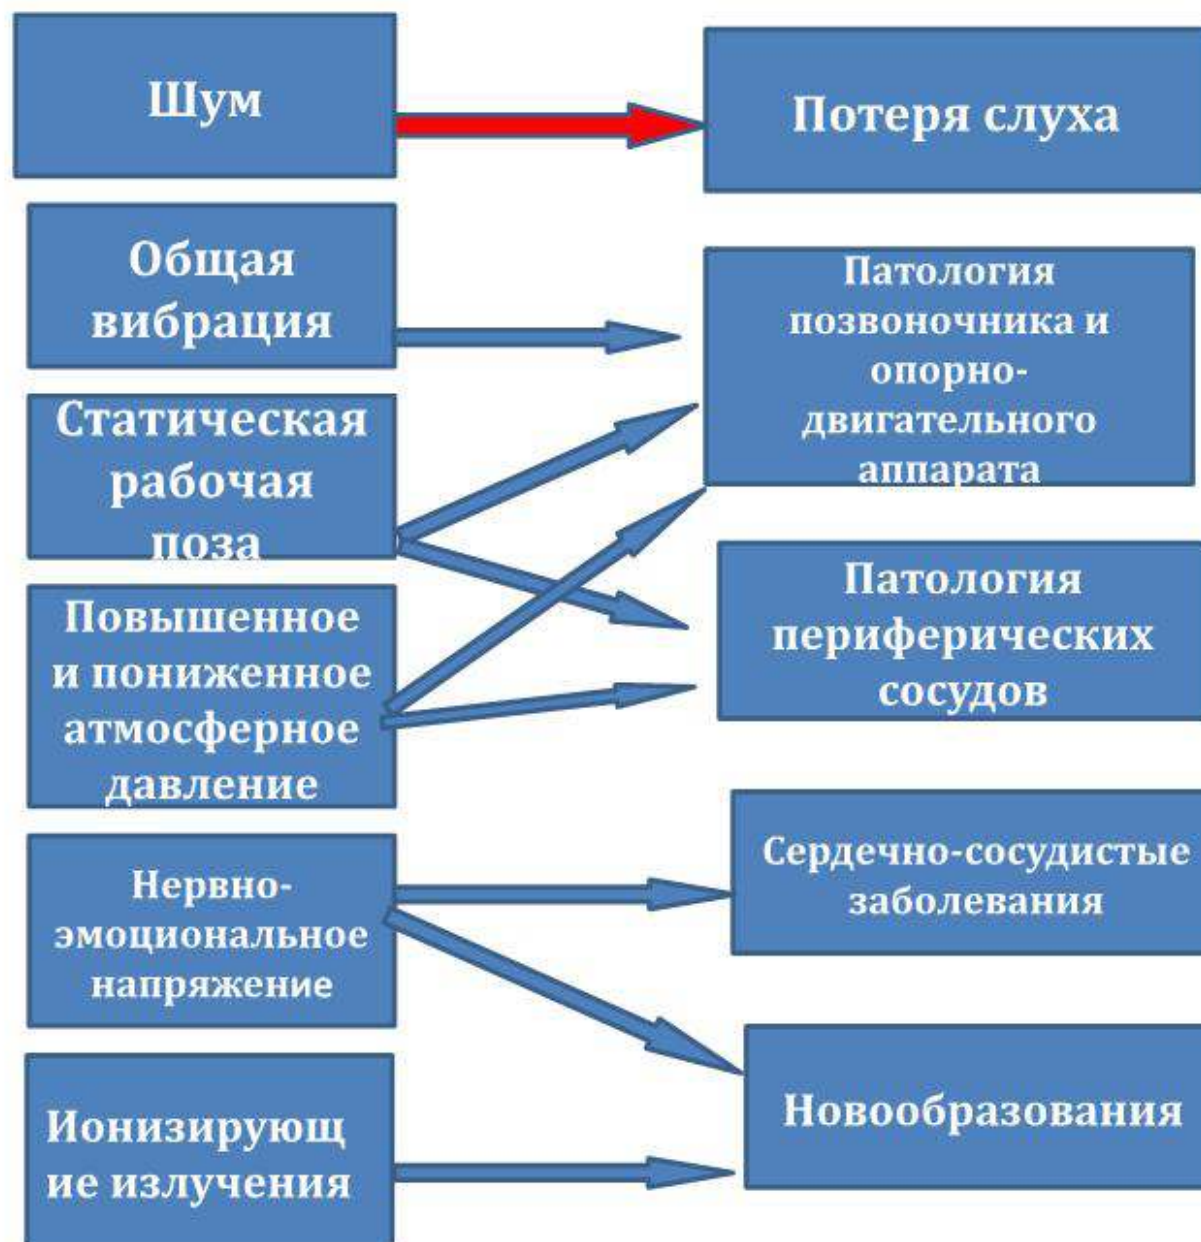 Шум
Потеря слуха
Общая
вибрация
Патология
позвоночника и
опорно-
двигательного
аппарата
Статическая
рабочая
поза
Патология
периферических
сосудов
Повышенное
и пониженное
атмосферное
давление
Сердечно-сосудистые
заболевания
Нервно-
эмоциональное
напряжение
Новообразования
Ионизирующ
ие излучения